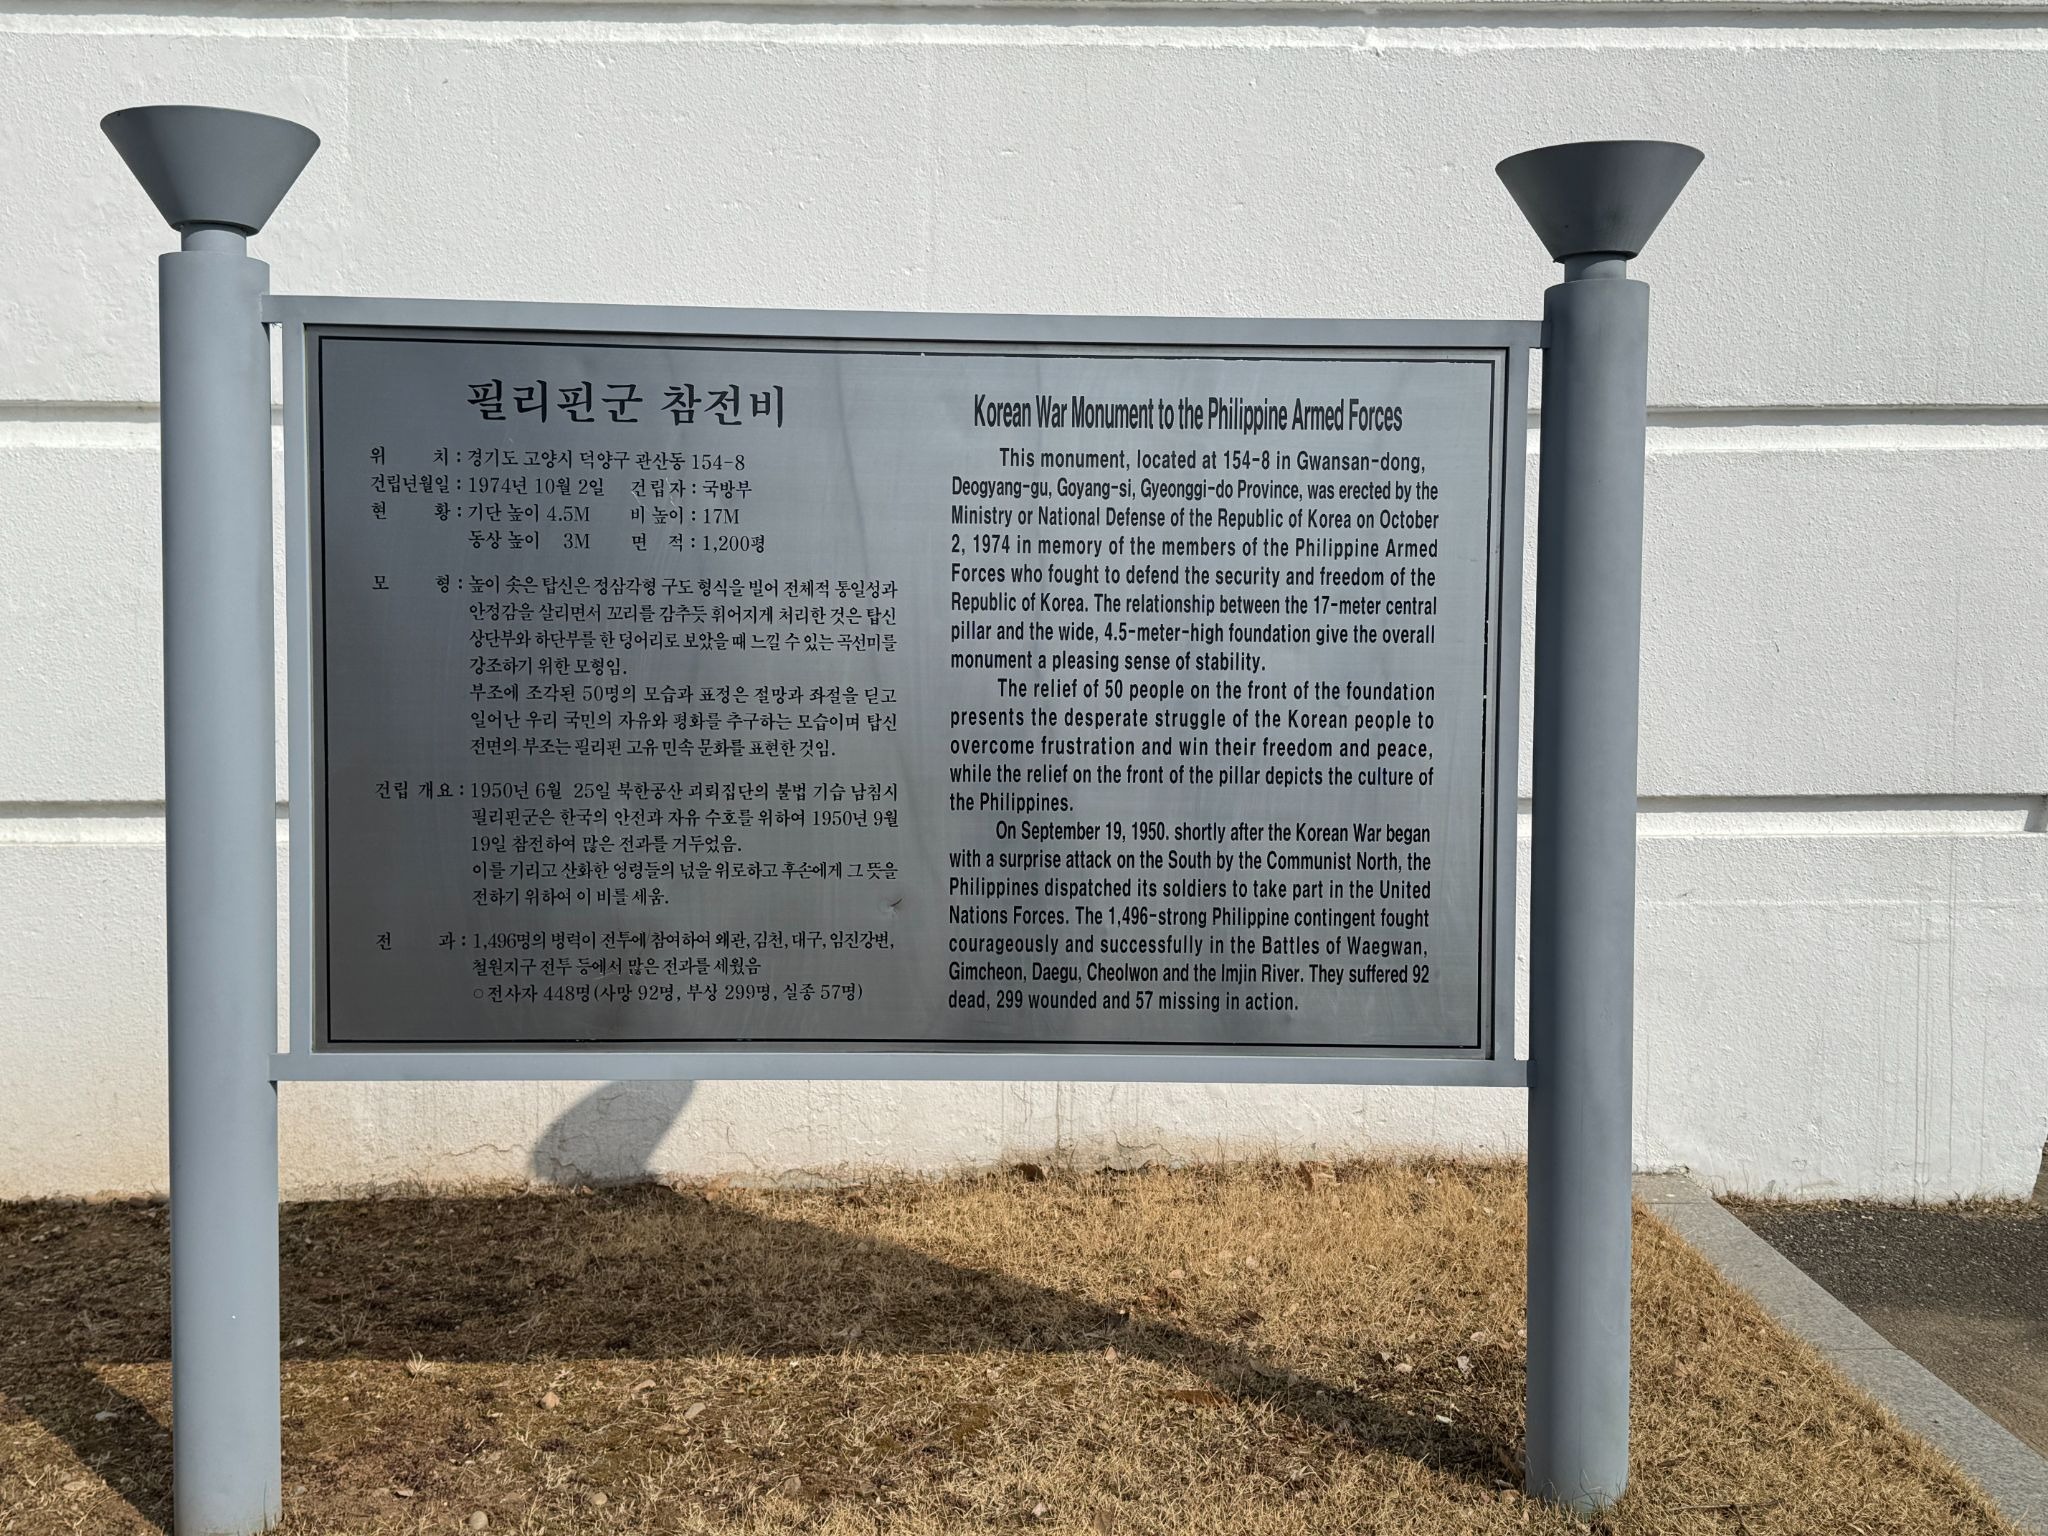 필리핀군 참전비
위 치 : 경기도 고양시 덕양구 관산동 154-8
건립년월일 : 1974년 10월 2일 건립자 : 국방부
현 황 : 기단 높이 4.5M 비 높이 : 17M
동상 높이 3M 면 적 : 1,200평
모 형 : 높이 솟은 탑신은 정삼각형 구도 형식을 빌어 전체적 통일성과
안정감을 살리면서 꼬리를 감추듯 휘어지게 처리한 것은 탑신
상단부와 하단부를 한 덩어리로 보았을 때 느낄 수 있는 곡선미를
강조하기 위한 모형임.
부조에 조각된 50명의 모습과 표정은 절망과 좌절을 딛고
일어난 우리 국민의 자유와 평화를 추구하는 모습이며 탑신
전면의 부조는 필리핀 고유 민속 문화를 표현한 것임.
건립 개요 : 1950년 6월 25일 북한공산 괴뢰집단의 불법 기습 남침시
필리핀군은 한국의 안전과 자유 수호를 위하여 1950년 9월
19일 참전하여 많은 전과를 거두었음.
이를 기리고 산화한 영령들의 넋을 위로하고 후손에게 그 뜻을
전하기 위하여 이 비를 세움.
전 과 : 1,496명의 병력이 전투에 참여하여 왜관, 김천, 대구, 임진강변,
철원지구 전투 등에서 많은 전과를 세웠음
○ 전사자 448명 (사망 92명, 부상 299명, 실종 57명)
Korean War Monument to the Philippine Armed Forces
This monument, located at 154-8 in Gwansan-dong,
Deogyang-gu, Goyang-si, Gyeonggi-do Province, was erected by the
Ministry or National Defense of the Republic of Korea on October
2, 1974 in memory of the members of the Philippine Armed
Forces who fought to defend the security and freedom of the
Republic of Korea. The relationship between the 17-meter central
pillar and the wide, 4.5-meter-high foundation give the overall
monument a pleasing sense of stability.
The relief of 50 people on the front of the foundation
presents the desperate struggle of the Korean people to
overcome frustration and win their freedom and peace,
while the relief on the front of the pillar depicts the culture of
the Philippines.
On September 19, 1950. shortly after the Korean War began
with a surprise attack on the South by the Communist North, the
Philippines dispatched its soldiers to take part in the United
Nations Forces. The 1,496-strong Philippine contingent fought
courageously and successfully in the Battles of Waegwan,
Gimcheon, Daegu, Cheolwon and the Imjin River. They suffered 92
dead, 299 wounded and 57 missing in action.